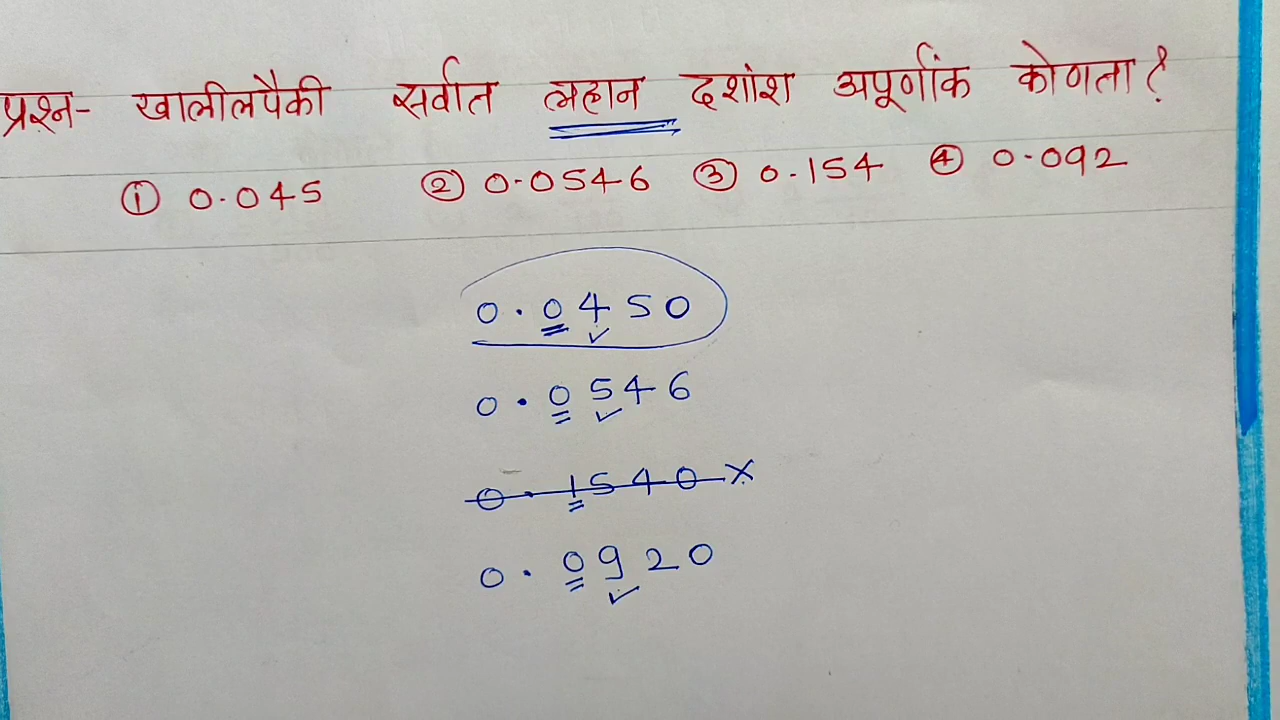 प्रश्न- खालीलपैकी सर्वात लहान दशांश अपूर्णांक कोणता?
① 0.045 ② 0.0546 ③ 0.154 ④ 0.092
0.0450
0.0546
0.1540 ×
0.0920